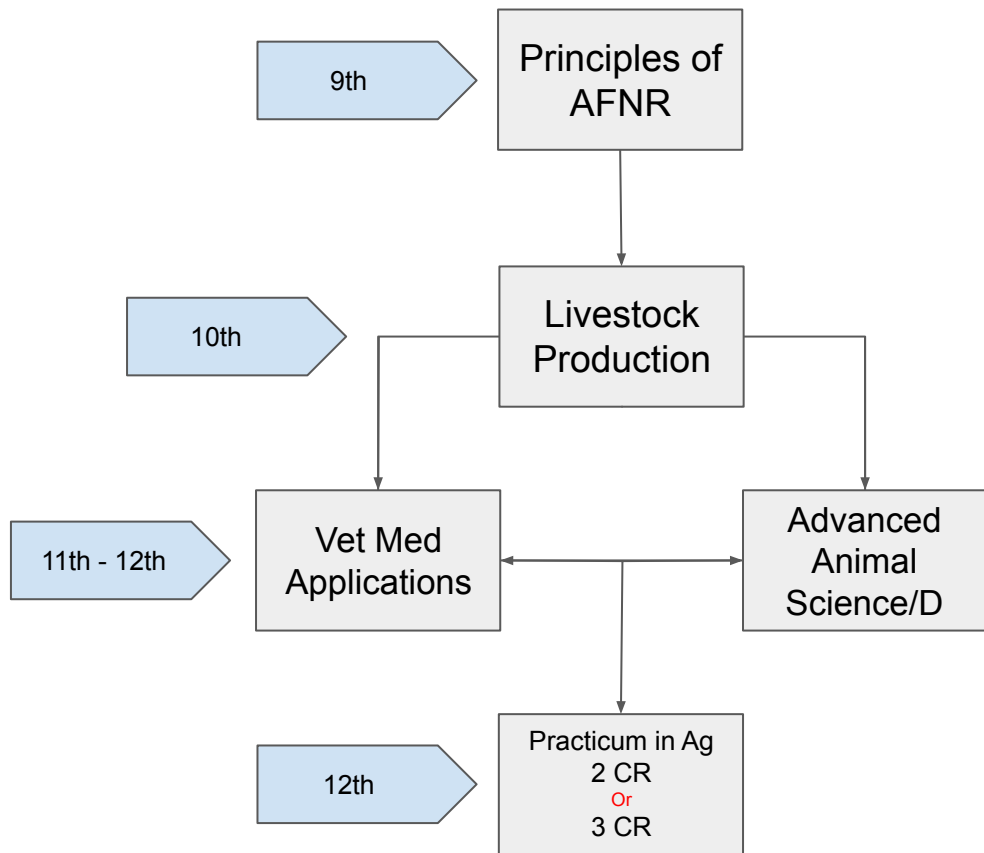 9th
Principles of
AFNR
10th
Livestock
Production
11th - 12th
Vet Med
Applications
Advanced
Animal
Science/D
12th
Practicum in Ag
2 CR
Or
3 CR